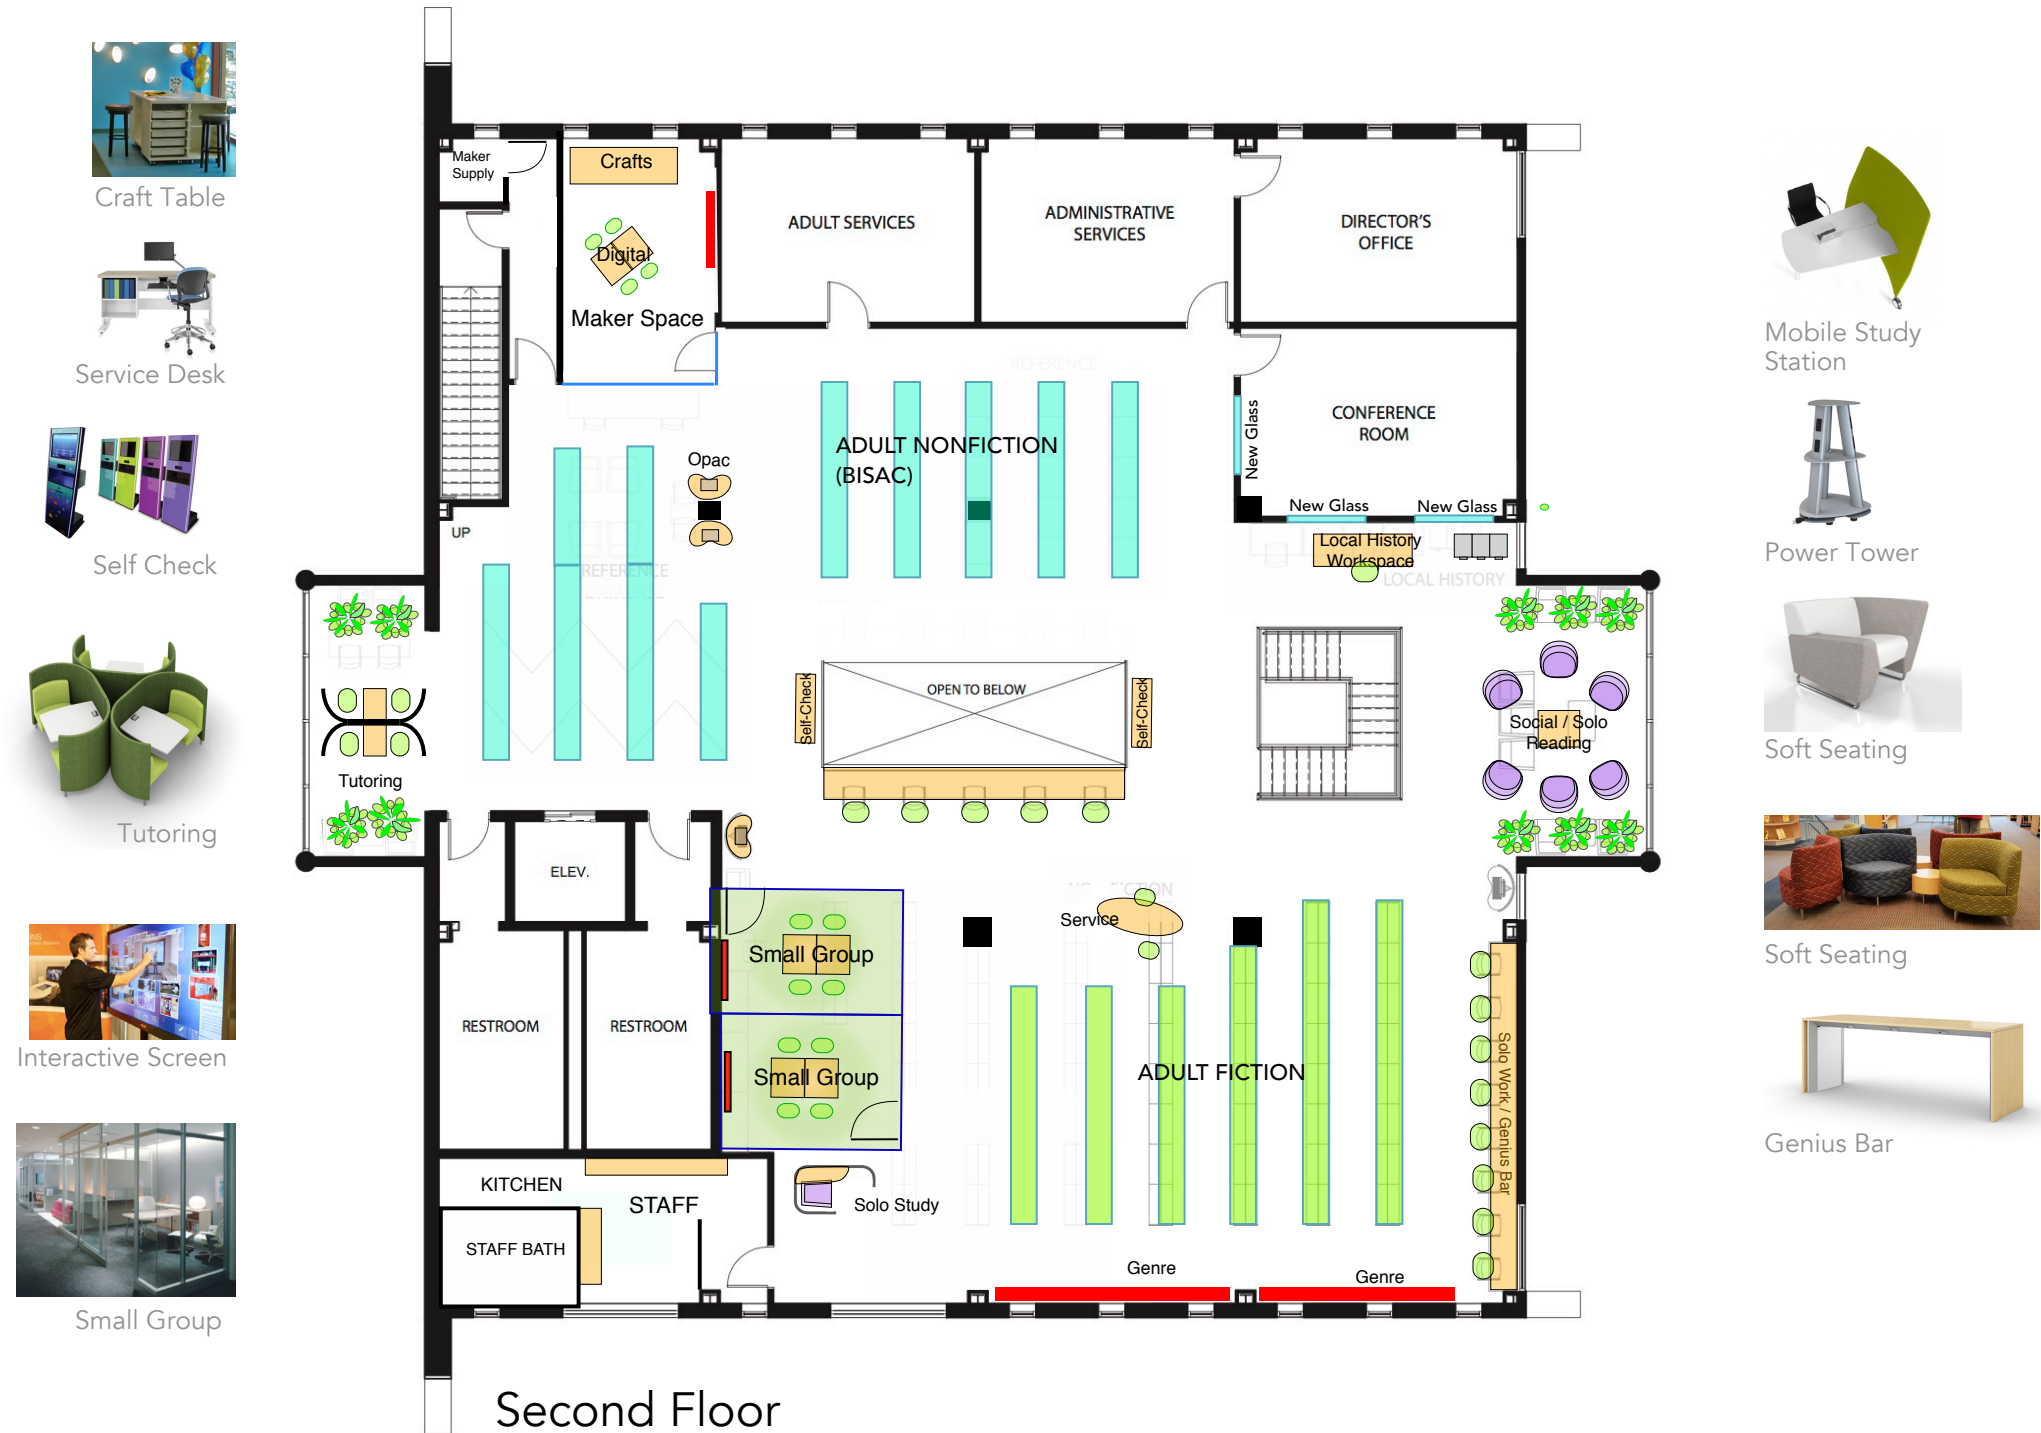 Craft Table
Service Desk
Self Check
Tutoring
Interactive Screen
Small Group
Maker
Supply
Crafts
Digital
Maker Space
ADULT SERVICES
ADMINISTRATIVE
SERVICES
DIRECTOR'S
OFFICE
REFERENCE
ADULT NONFICTION
(BISAC)
Opac
New Glass
CONFERENCE
ROOM
New Glass
New Glass
UP
REFERENCE
Local History
Workspace
LOCAL HISTORY
Self-Check
OPEN TO BELOW
Self-Check
Social / Solo
Reading
Tutoring
ELEV.
Service
FICTION
Small Group
RESTROOM
RESTROOM
Small Group
ADULT FICTION
Solo Work / Genius Bar
KITCHEN
STAFF
Solo Study
STAFF BATH
Genre
Genre
Second Floor
Mobile Study
Station
Power Tower
Soft Seating
Soft Seating
Genius Bar